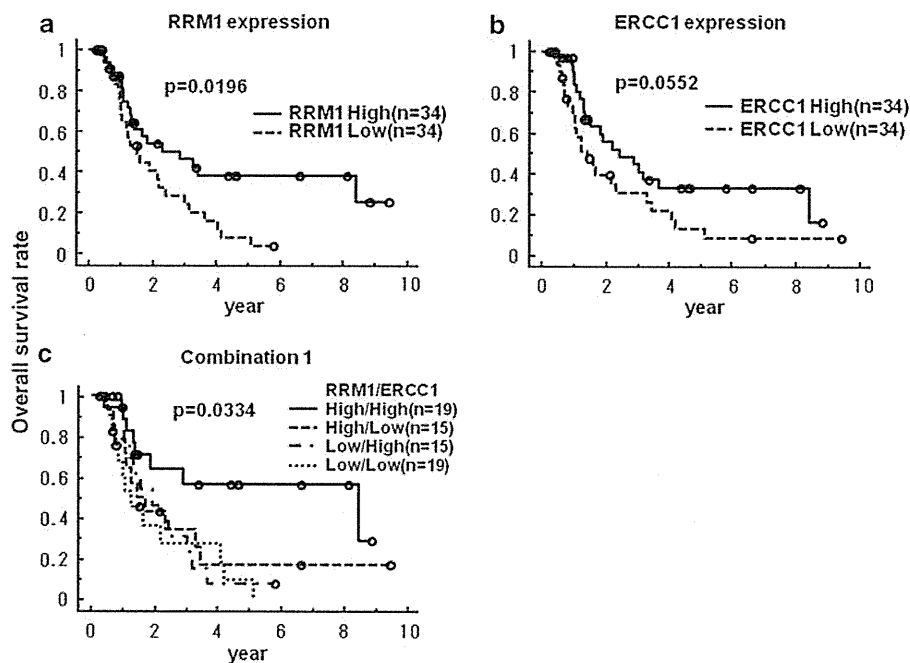 a
RRM1 expression
1
0.8
0.6
0.4
0.2
0
p=0.0196
RRM1 High(n=34)
RRM1 Low(n=34)
0 2 4 6 8 10
year
b
ERCC1 expression
1
0.8
0.6
0.4
0.2
0
p=0.0552
ERCC1 High(n=34)
ERCC1 Low(n=34)
0 2 4 6 8 10
year
Overall survival rate
c
Combination 1
1
0.8
0.6
0.4
0.2
0
p=0.0334
RRM1/ERCC1
High/High(n=19)
High/Low(n=15)
Low/High(n=15)
Low/Low(n=19)
0 2 4 6 8 10
year